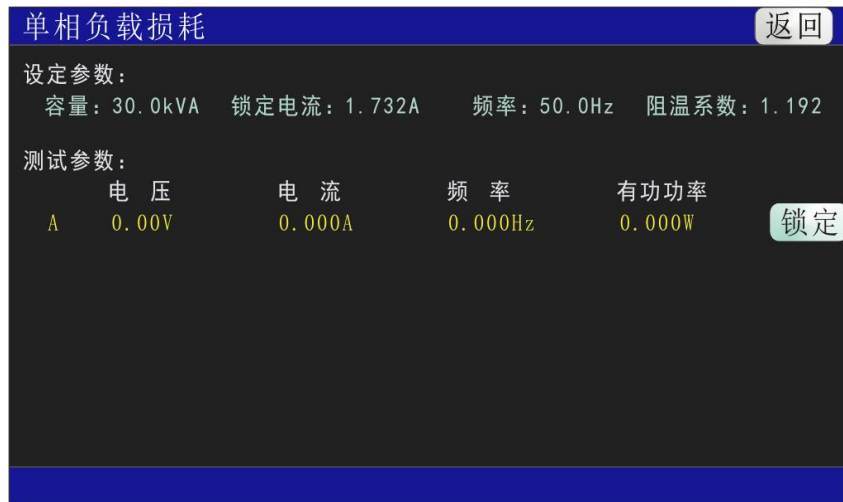 单相负载损耗 返回
设定参数：
容量：30.0kVA 锁定电流：1.732A 频率：50.0Hz 阻温系数：1.192
测试参数：
电 压 电 流 频 率 有功功率
A 0.00V 0.000A 0.000Hz 0.000W 锁定